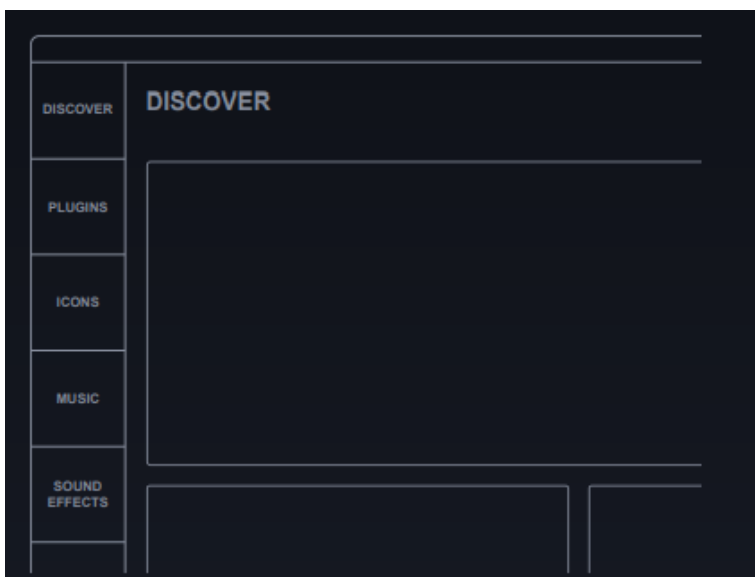 DISCOVER
DISCOVER
PLUGINS
ICONS
MUSIC
SOUND
EFFECTS